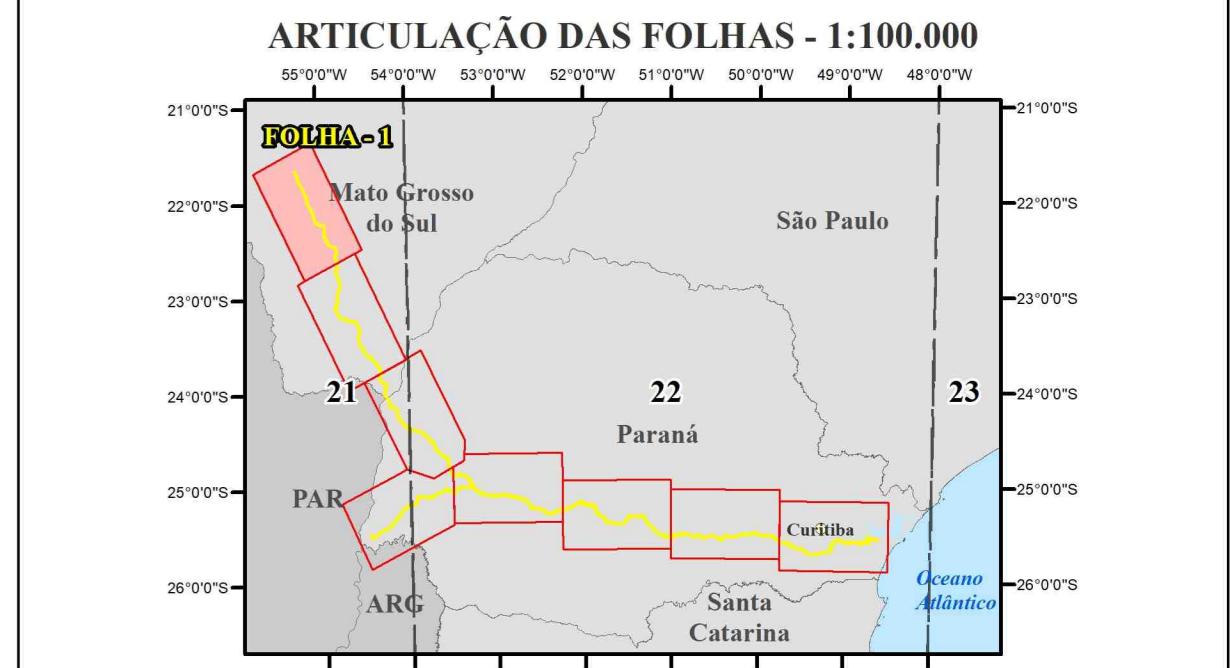 ARTICULAÇÃO DAS FOLHAS - 1:100.000
55°0'0"W 54°0'0"W 53°0'0"W 52°0'0"W 51°0'0"W 50°0'0"W 49°0'0"W 48°0'0"W
21°0'0"S 21°0'0"S
FOLHA - 1
Mato Grosso
do Sul
São Paulo
22°0'0"S 22°0'0"S
23°0'0"S 23°0'0"S
21 22 23
24°0'0"S 24°0'0"S
Paraná
PAR
25°0'0"S 25°0'0"S
Curitiba
26°0'0"S 26°0'0"S
Oceano
Atlântico
ARG
Santa
Catarina